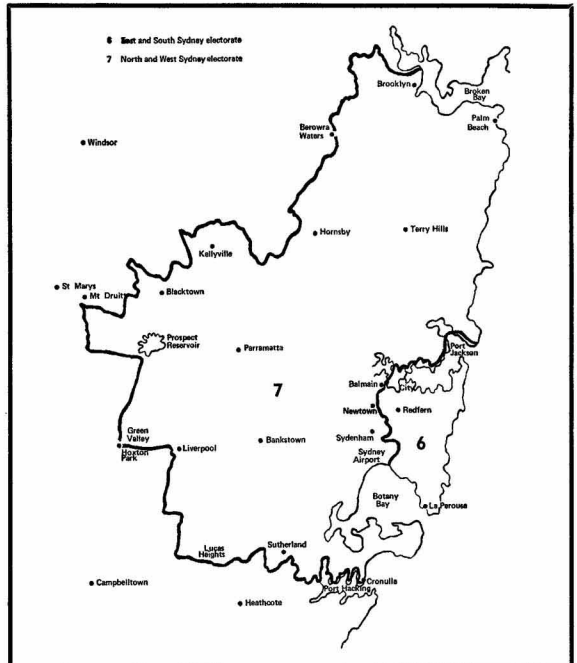 6 East and South Sydney electorate
7 North and West Sydney electorate
Brooklyn
Broken
Bay
Palm
Beach
Berowra
Waters
Windsor
Hornsby
Terry Hills
Kellyville
St Marys
Mt Druitt
Blacktown
Prospect
Reservoir
Parramatta
Port
Jackson
7
Balmain
City
Newtown
Redfern
Green
Valley
Hoxton
Park
Liverpool
Bankstown
Sydenham
6
Sydney
Airport
Botany
Bay
La Perouse
Lucas
Heights
Sutherland
Campbelltown
Port Hacking
Cronulla
Heathcote